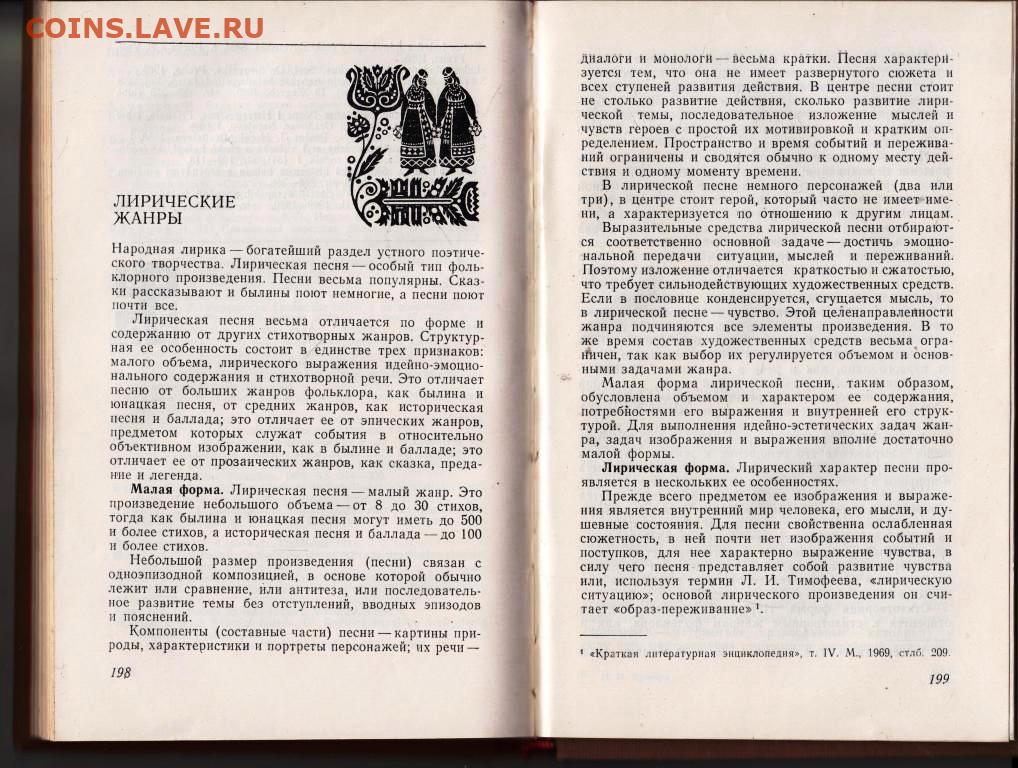 COINS.LAVE.RU
ЛИРИЧЕСКИЕ
ЖАНРЫ
Народная лирика — богатейший раздел устного поэтиче-
ского творчества. Лирическая песня — особый тип фоль-
клорного произведения. Песни весьма популярны. Сказ-
ки рассказывают и былины поют немногие, а песни поют
почти все.
Лирическая песня весьма отличается по форме и
содержанию от других стихотворных жанров. Структур-
ная ее особенность состоит в единстве трех признаков:
малого объема, лирического выражения идейно-эмоцио-
нального содержания и стихотворной речи. Это отличает
песню от больших жанров фольклора, как былина и
юнацкая песня, от средних жанров, как историческая
песня и баллада; это отличает ее от эпических жанров,
предметом которых служат события в относительно
объективном изображении, как в былине и балладе; это
отличает ее от прозаических жанров, как сказка, преда-
ние и легенда.
Малая форма. Лирическая песня — малый жанр. Это
произведение небольшого объема — от 8 до 30 стихов,
тогда как былина и юнацкая песня могут иметь до 500
и более стихов, а историческая песня и баллада — до 100
и более стихов.
Небольшой размер произведения (песни) связан с
одноэпизодной композицией, в основе которой обычно
лежит или сравнение, или антитеза, или последователь-
ное развитие темы без отступлений, вводных эпизодов
и пояснений.
Компоненты (составные части) песни — картины при-
роды, характеристики и портреты персонажей; их речи —
198
диалоги и монологи — весьма кратки. Песня характери-
зуется тем, что она не имеет развернутого сюжета и
всех ступеней развития действия. В центре песни стоит
не столько развитие действия, сколько развитие лири-
ческой темы, последовательное изложение мыслей и
чувств героев с простой их мотивировкой и кратким оп-
ределением. Пространство и время событий и пережива-
ний ограничены и сводятся обычно к одному месту дей-
ствия и одному моменту времени.
В лирической песне немного персонажей (два или
три), в центре стоит герой, который часто не имеет име-
ни, а характеризуется по отношению к другим лицам.
Выразительные средства лирической песни отбирают-
ся соответственно основной задаче — достичь эмоцио-
нальной передачи ситуации, мыслей и переживаний.
Поэтому изложение отличается краткостью и сжатостью,
что требует сильнодействующих художественных средств.
Если в пословице конденсируется, сгущается мысль, то
в лирической песне — чувство. Этой целенаправленности
жанра подчиняются все элементы произведения. В то
же время состав художественных средств весьма огра-
ничен, так как выбор их регулируется объемом и основ-
ными задачами жанра.
Малая форма лирической песни, таким образом,
обусловлена объемом и характером ее содержания,
потребностями его выражения и внутренней его струк-
турой. Для выполнения идейно-эстетических задач жан-
ра, задач изображения и выражения вполне достаточно
малой формы.
Лирическая форма. Лирический характер песни про-
является в нескольких ее особенностях.
Прежде всего предметом ее изображения и выраже-
ния является внутренний мир человека, его мысли, и ду-
шевные состояния. Для песни свойственна ослабленная
сюжетность, в ней почти нет изображения событий и
поступков, для нее характерно выражение чувства, в
силу чего песня представляет собой развитие чувства
или, используя термин Л. И. Тимофеева, «лирическую
ситуацию»; основой лирического произведения он счи-
тает «образ-переживание» ¹.
¹ «Краткая литературная энциклопедия», т. IV. М., 1969, стлб. 209.
199